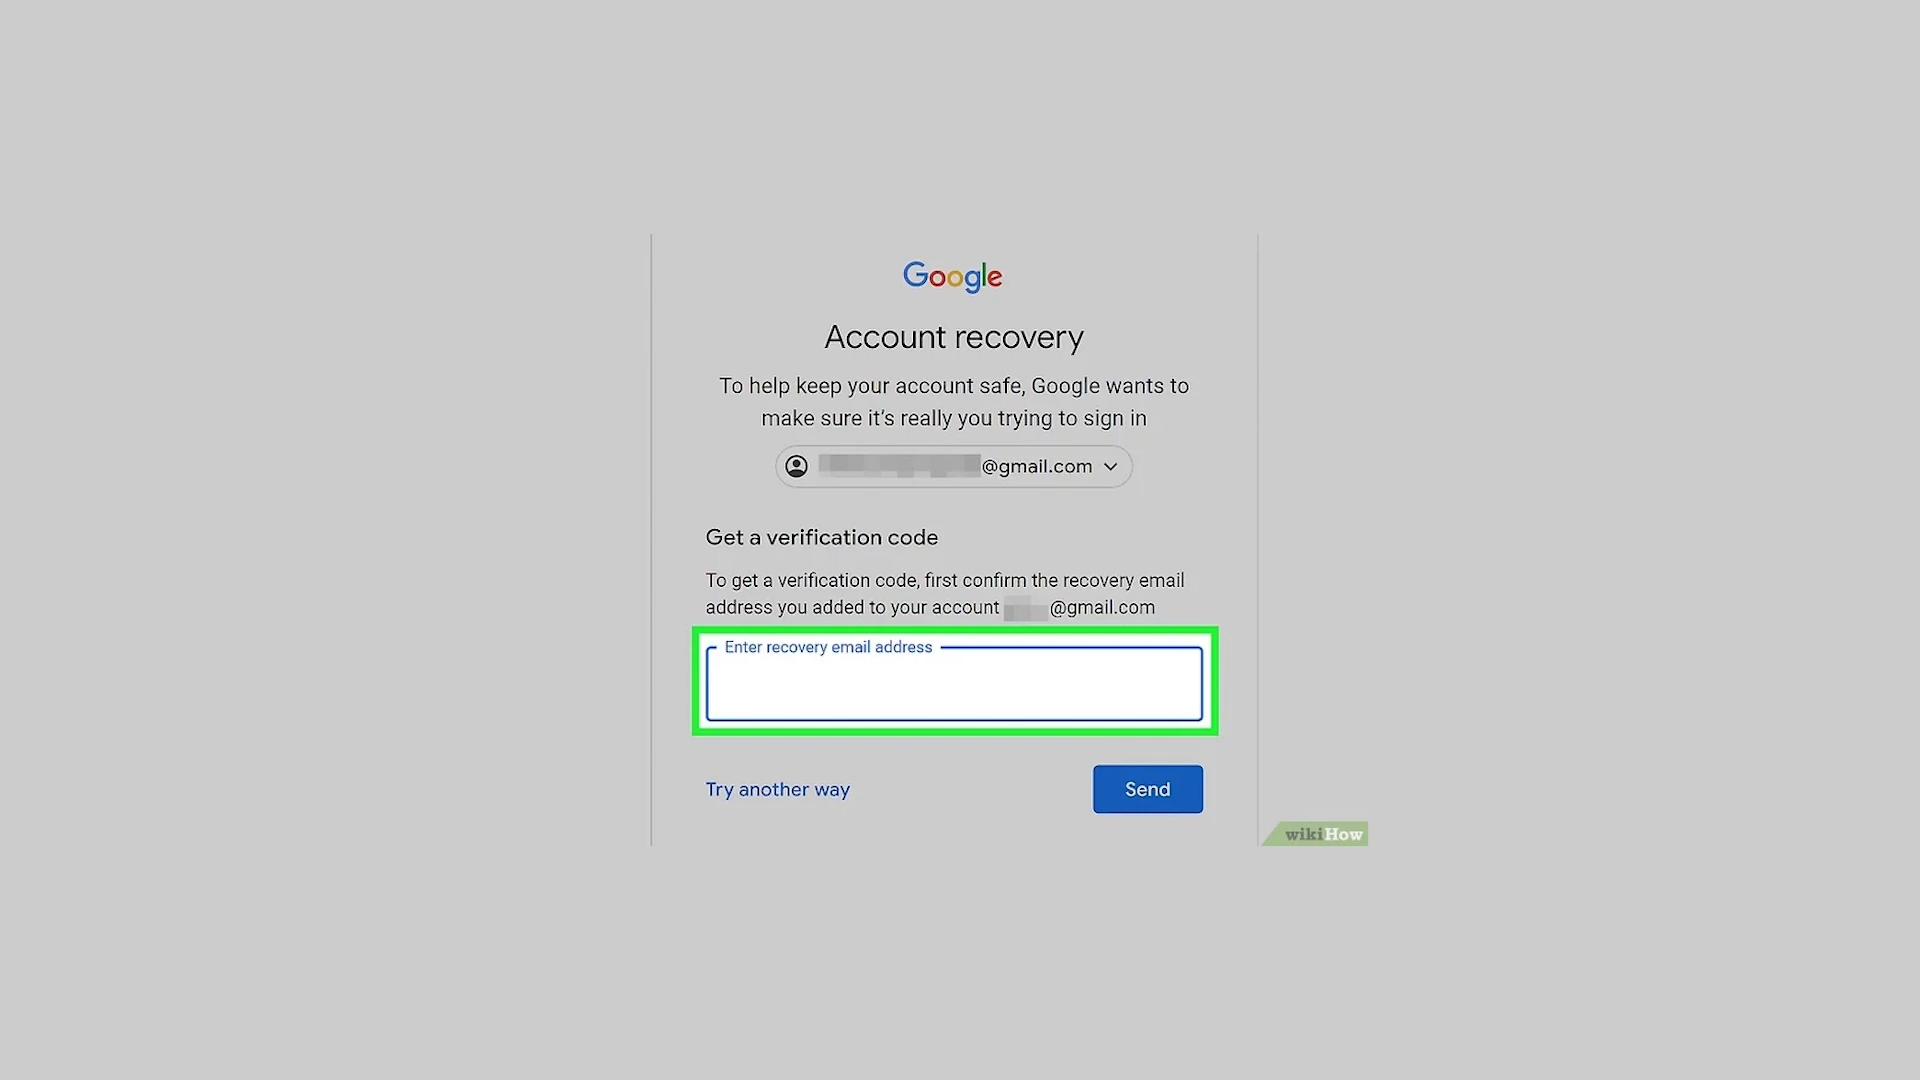 Google
Account recovery
To help keep your account safe, Google wants to
make sure it's really you trying to sign in
@gmail.com
Get a verification code
To get a verification code, first confirm the recovery email
address you added to your account @gmail.com
Enter recovery email address
Try another way
Send
wikiHow